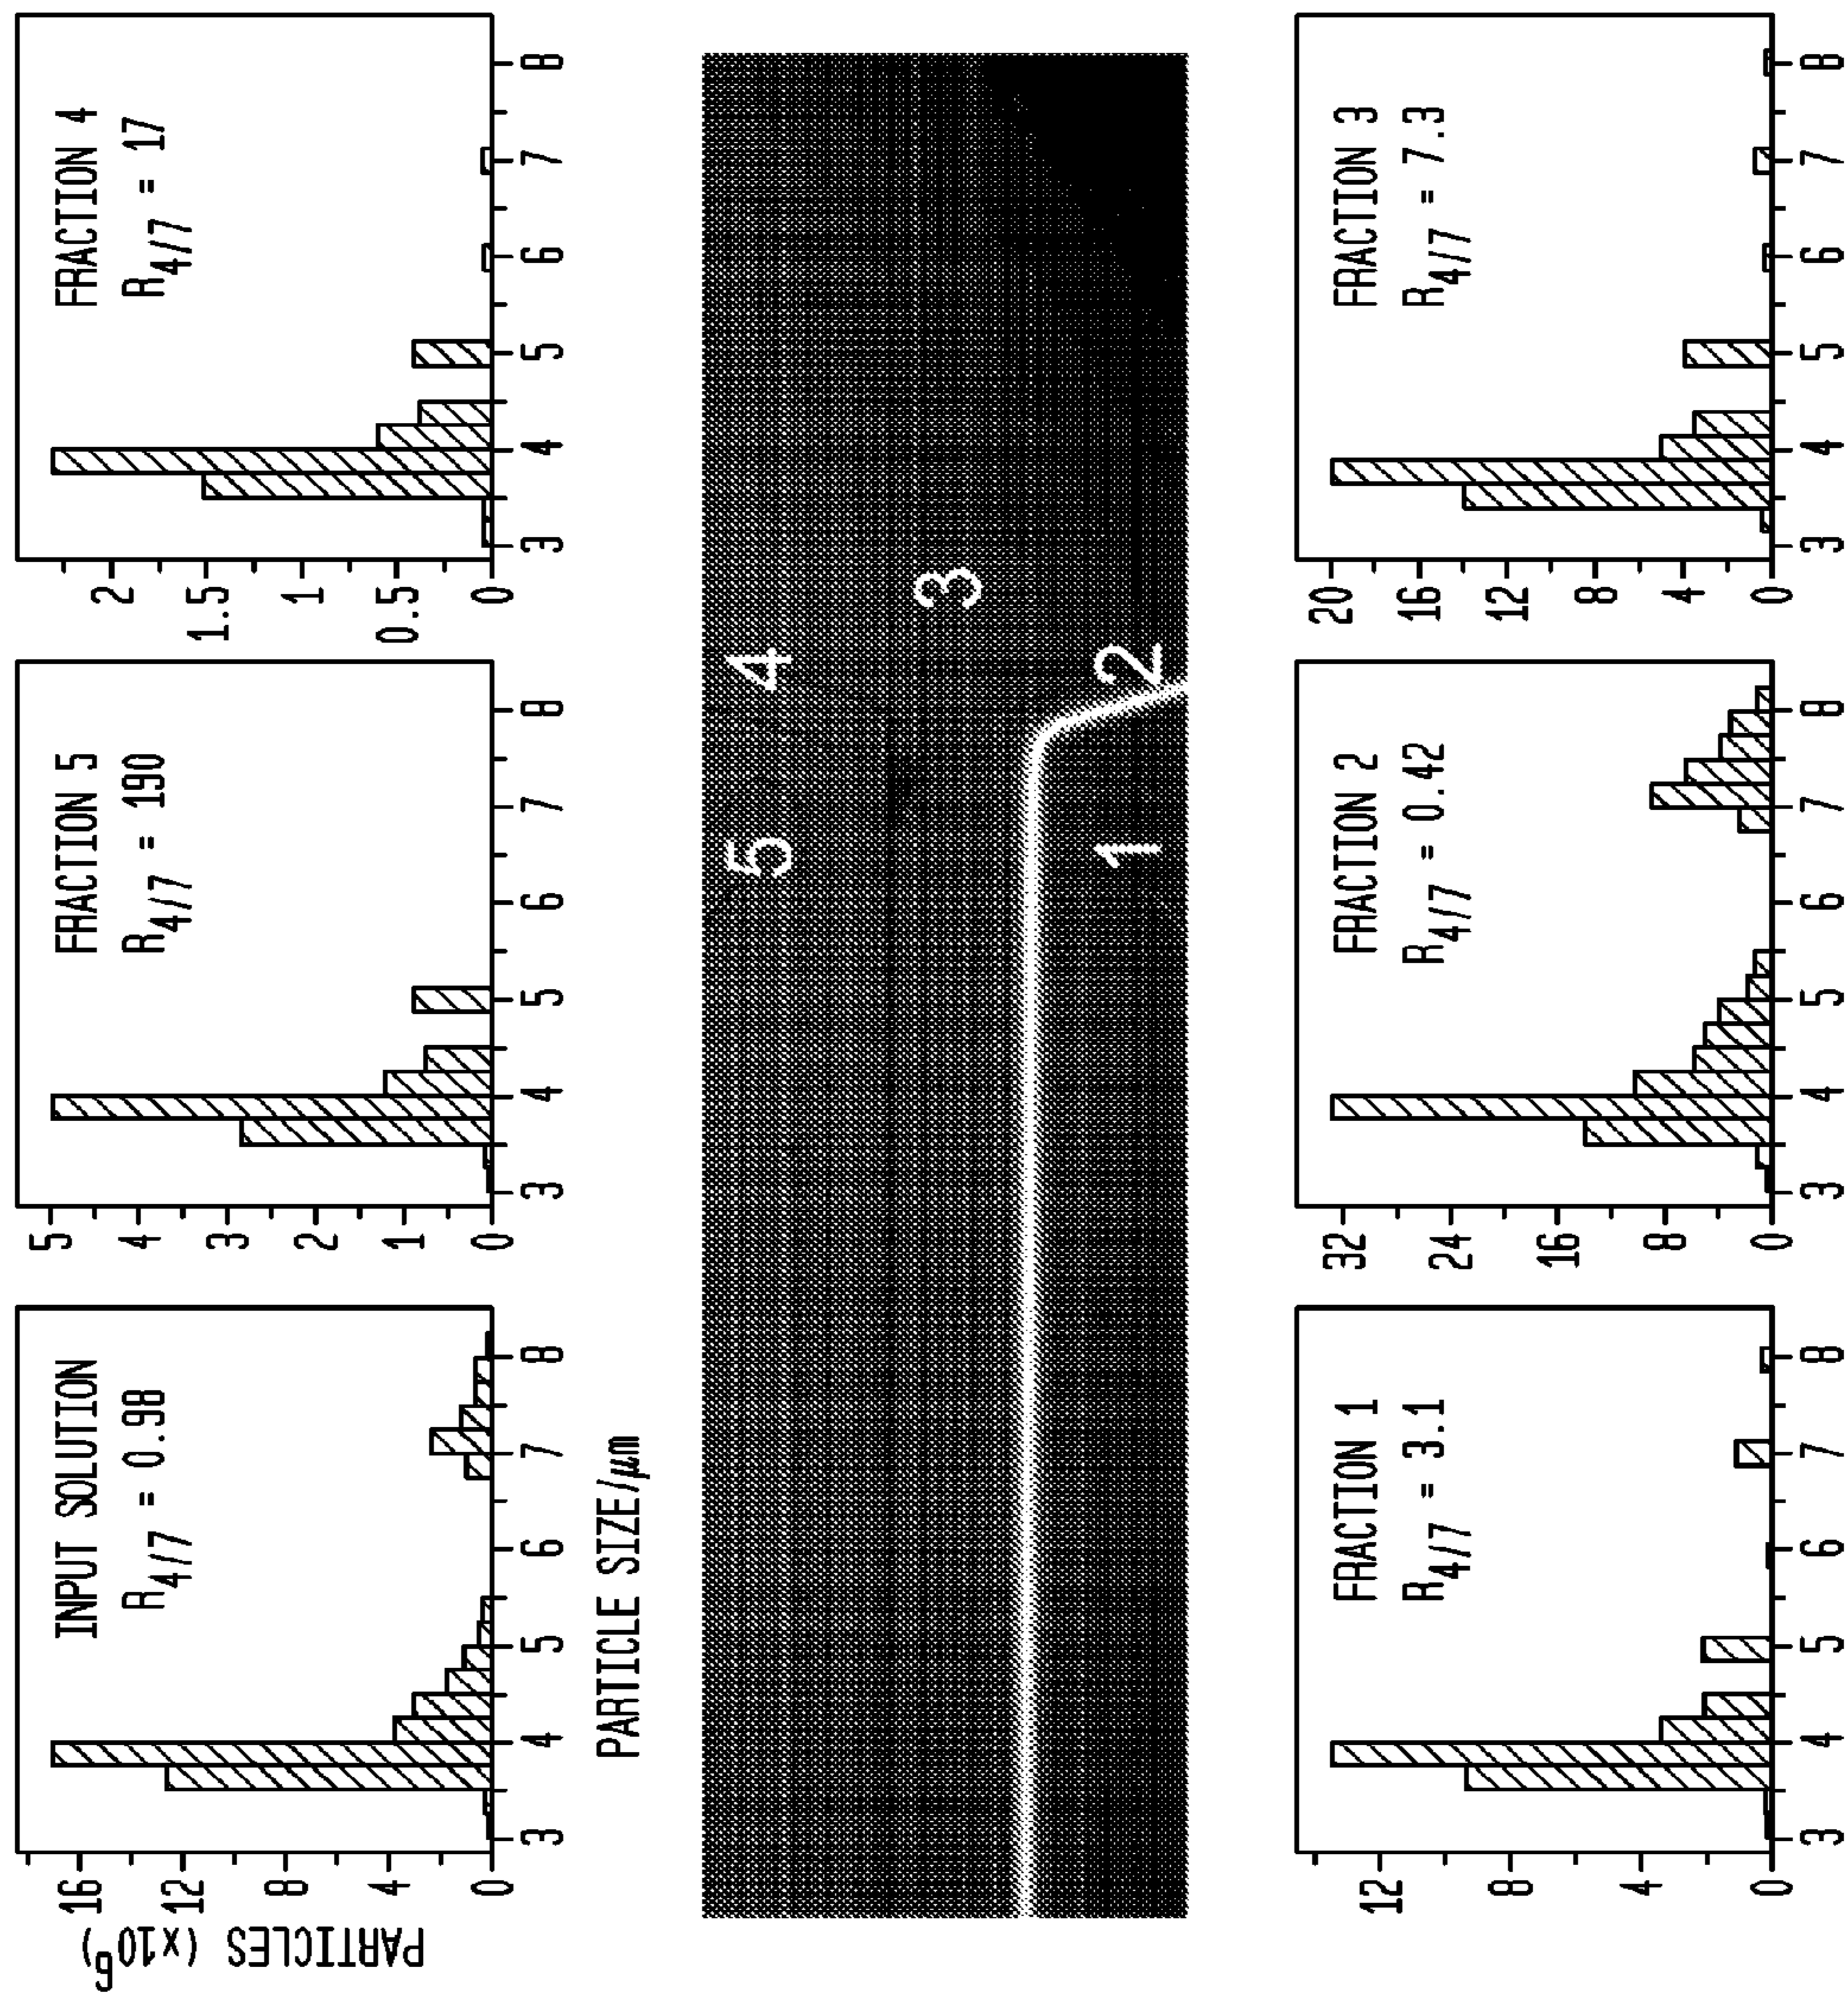 PARTICLES (x10⁶)
INPUT SOLUTION
R4/7 = 0.98
16
12
8
4
0
3 4 5 6 7 8
PARTICLE SIZE/µm
FRACTION 5
R4/7 = 190
5
4
3
2
1
0
3 4 5 6 7 8
FRACTION 4
R4/7 = 17
2
1.5
1
0.5
0
3 4 5 6 7 8
5 4
3
1 2
FRACTION 1
R4/7 = 3.1
12
8
4
0
3 4 5 6 7 8
FRACTION 2
R4/7 = 0.42
32
24
16
8
0
3 4 5 6 7 8
FRACTION 3
R4/7 = 7.3
20
16
12
8
4
0
3 4 5 6 7 8